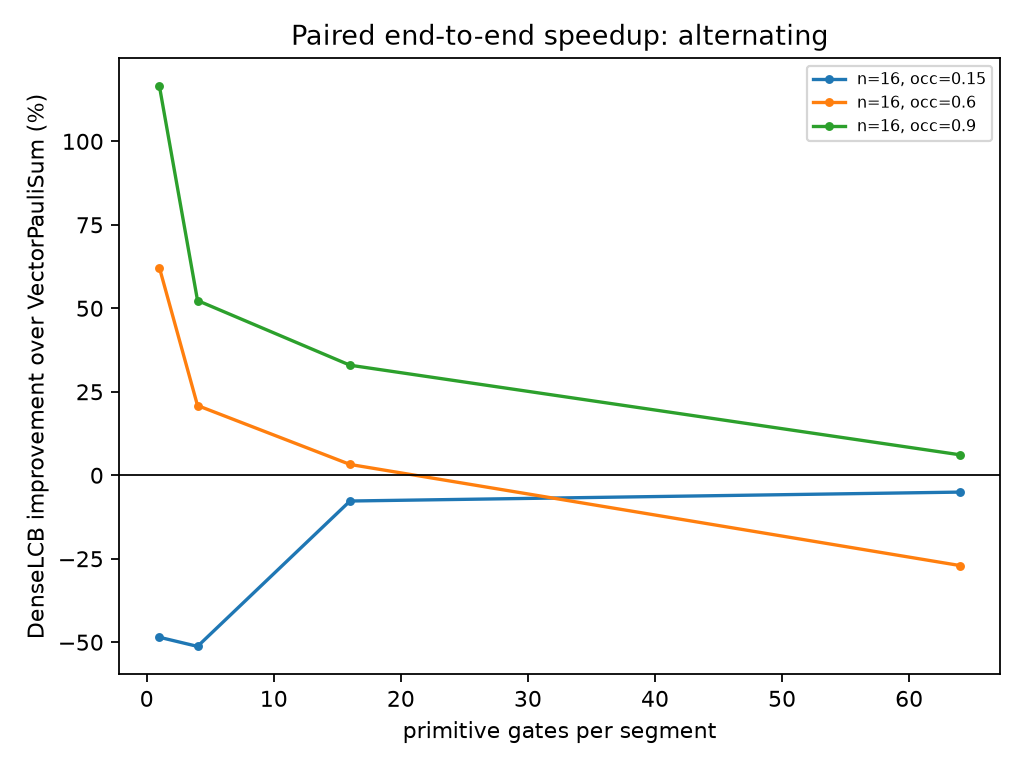 Paired end-to-end speedup: alternating
DenseLCB improvement over VectorPauliSum (%)
100
75
50
25
0
−25
−50
n=16, occ=0.15
n=16, occ=0.6
n=16, occ=0.9
0 10 20 30 40 50 60
primitive gates per segment